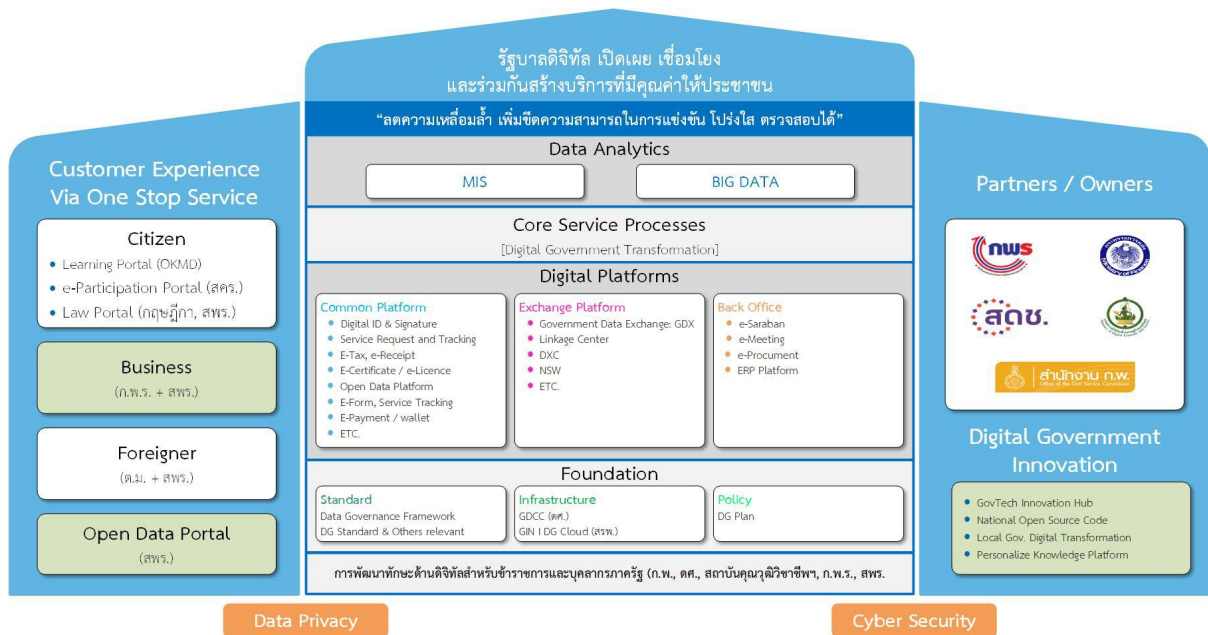 รัฐบาลดิจิทัล เปิดเผย เชื่อมโยง
และร่วมกันสร้างบริการที่มีคุณค่าให้ประชาชน
“ลดความเหลื่อมล้ำ เพิ่มขีดความสามารถในการแข่งขัน โปร่งใส ตรวจสอบได้”
Customer Experience
Via One Stop Service
Citizen
• Learning Portal (OKMD)
• e-Participation Portal (สคร.)
• Law Portal (กฤษฎีกา, สพร.)
Business
(ก.พ.ร. + สพร.)
Foreigner
(ต.ม. + สพร.)
Open Data Portal
(สพร.)
Data Analytics
MIS
BIG DATA
Core Service Processes
[Digital Government Transformation]
Digital Platforms
Common Platform
• Digital ID & Signature
• Service Request and Tracking
• E-Tax, e-Receipt
• E-Certificate / e-Licence
• Open Data Platform
• E-Form, Service Tracking
• E-Payment / wallet
• ETC.
Exchange Platform
• Government Data Exchange: GDX
• Linkage Center
• DXC
• NSW
• ETC.
Back Office
• e-Saraban
• e-Meeting
• e-Procument
• ERP Platform
Foundation
Standard
Data Governance Framework
DG Standard & Others relevant
Infrastructure
GDCC (ดศ.)
GIN I DG Cloud (สรพ.)
Policy
DG Plan
การพัฒนาทักษะด้านดิจิทัลสำหรับข้าราชการและบุคลากรภาครัฐ (ก.พ., ดศ., สถาบันคุณวุฒิวิชาชีพฯ, ก.พ.ร., สพร.
Partners / Owners
กพร
สดช.
สำนักงาน ก.พ.
Office of the Civil Service Commission
Digital Government
Innovation
• GovTech Innovation Hub
• National Open Source Code
• Local Gov. Digital Transformation
• Personalize Knowledge Platform
Data Privacy
Cyber Security